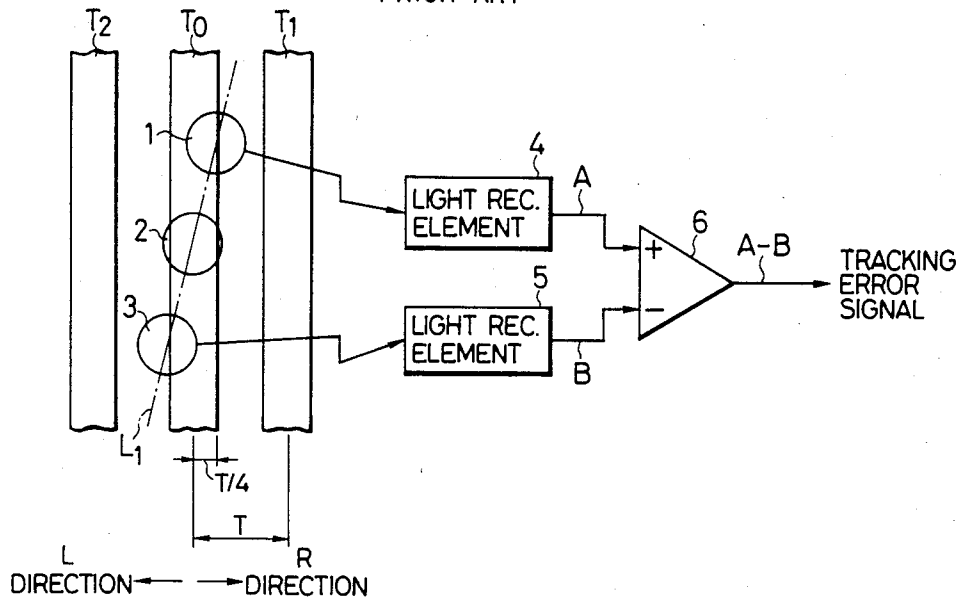 PRIOR ART
T2 T0 T1
1
4
LIGHT REC.
ELEMENT
A
2
6
+
A-B
TRACKING
ERROR
SIGNAL
3
5
LIGHT REC.
ELEMENT
−
B
L1
T/4
T
L
DIRECTION
R
DIRECTION